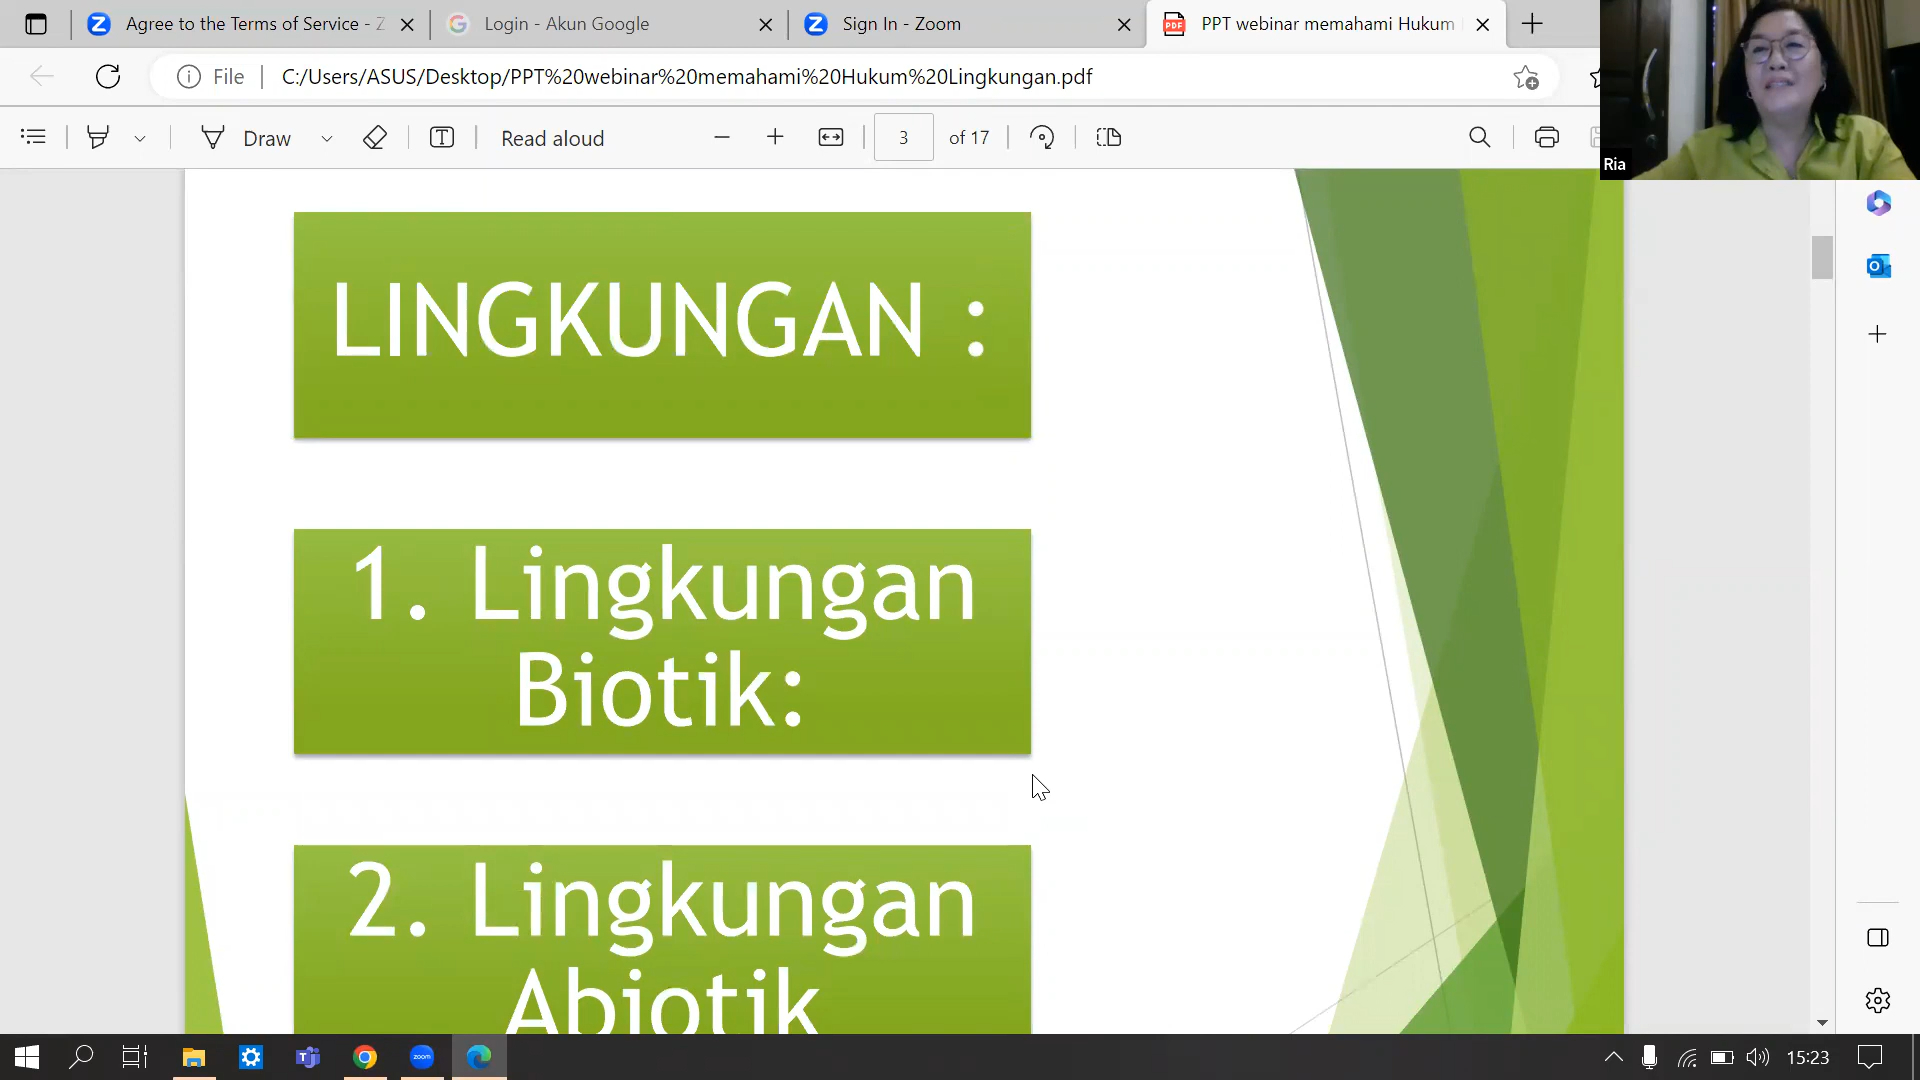 Agree to the Terms of Service - Z
Login - Akun Google
Sign In - Zoom
PPT webinar memahami Hukum
File
C:/Users/ASUS/Desktop/PPT%20webinar%20memahami%20Hukum%20Lingkungan.pdf
Draw
Read aloud
3
of 17
Ria
LINGKUNGAN :
1. Lingkungan
Biotik:
2. Lingkungan
Abiotik
zoom
15:23